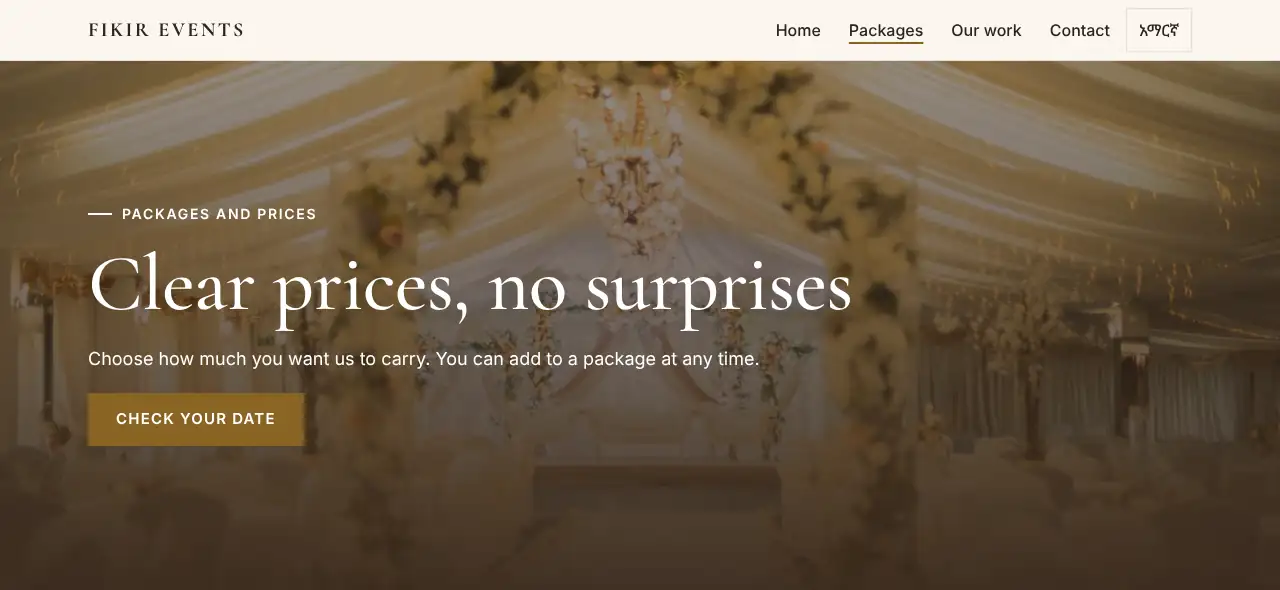 FIKIR EVENTS
Home
Packages
Our work
Contact
አማርኛ
PACKAGES AND PRICES
Clear prices, no surprises
Choose how much you want us to carry. You can add to a package at any time.
CHECK YOUR DATE